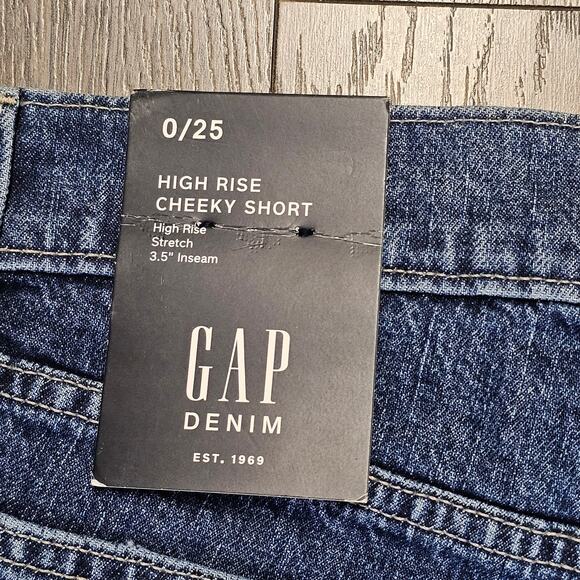 0/25
HIGH RISE
CHEEKY SHORT
High Rise
Stretch
3.5" Inseam
GAP
DENIM
EST. 1969